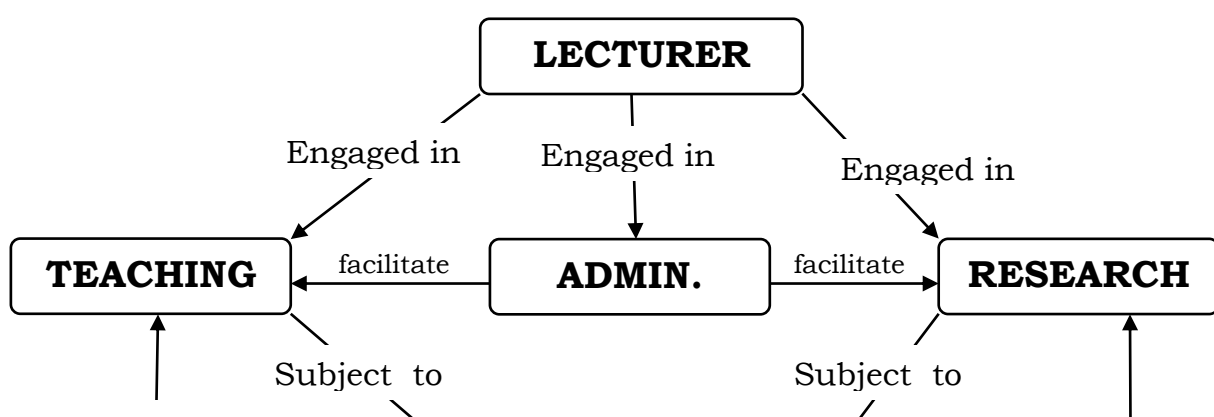 LECTURER
Engaged in
Engaged in
Engaged in
TEACHING
facilitate
ADMIN.
facilitate
RESEARCH
Subject to
Subject to